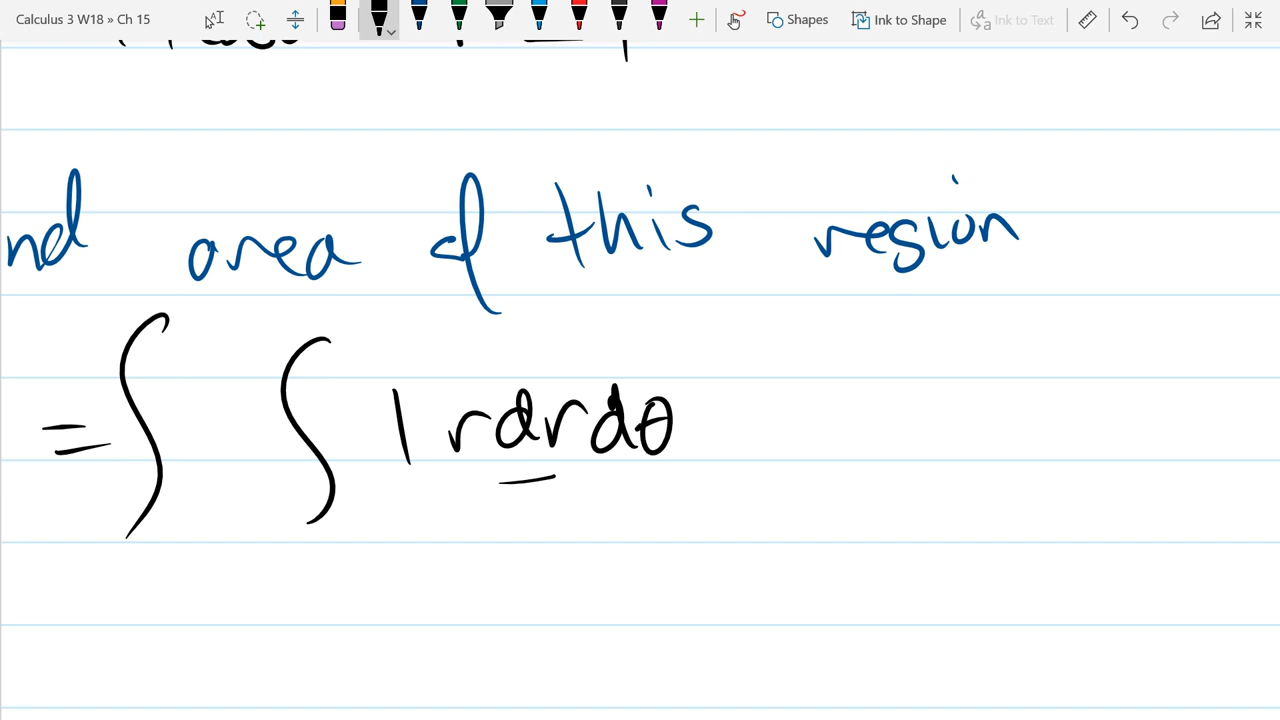 Calculus 3 W18 » Ch 15 Shapes Ink to Shape Ink to Text
nd area of this region
= ∫ ∫ 1 r dr dθ